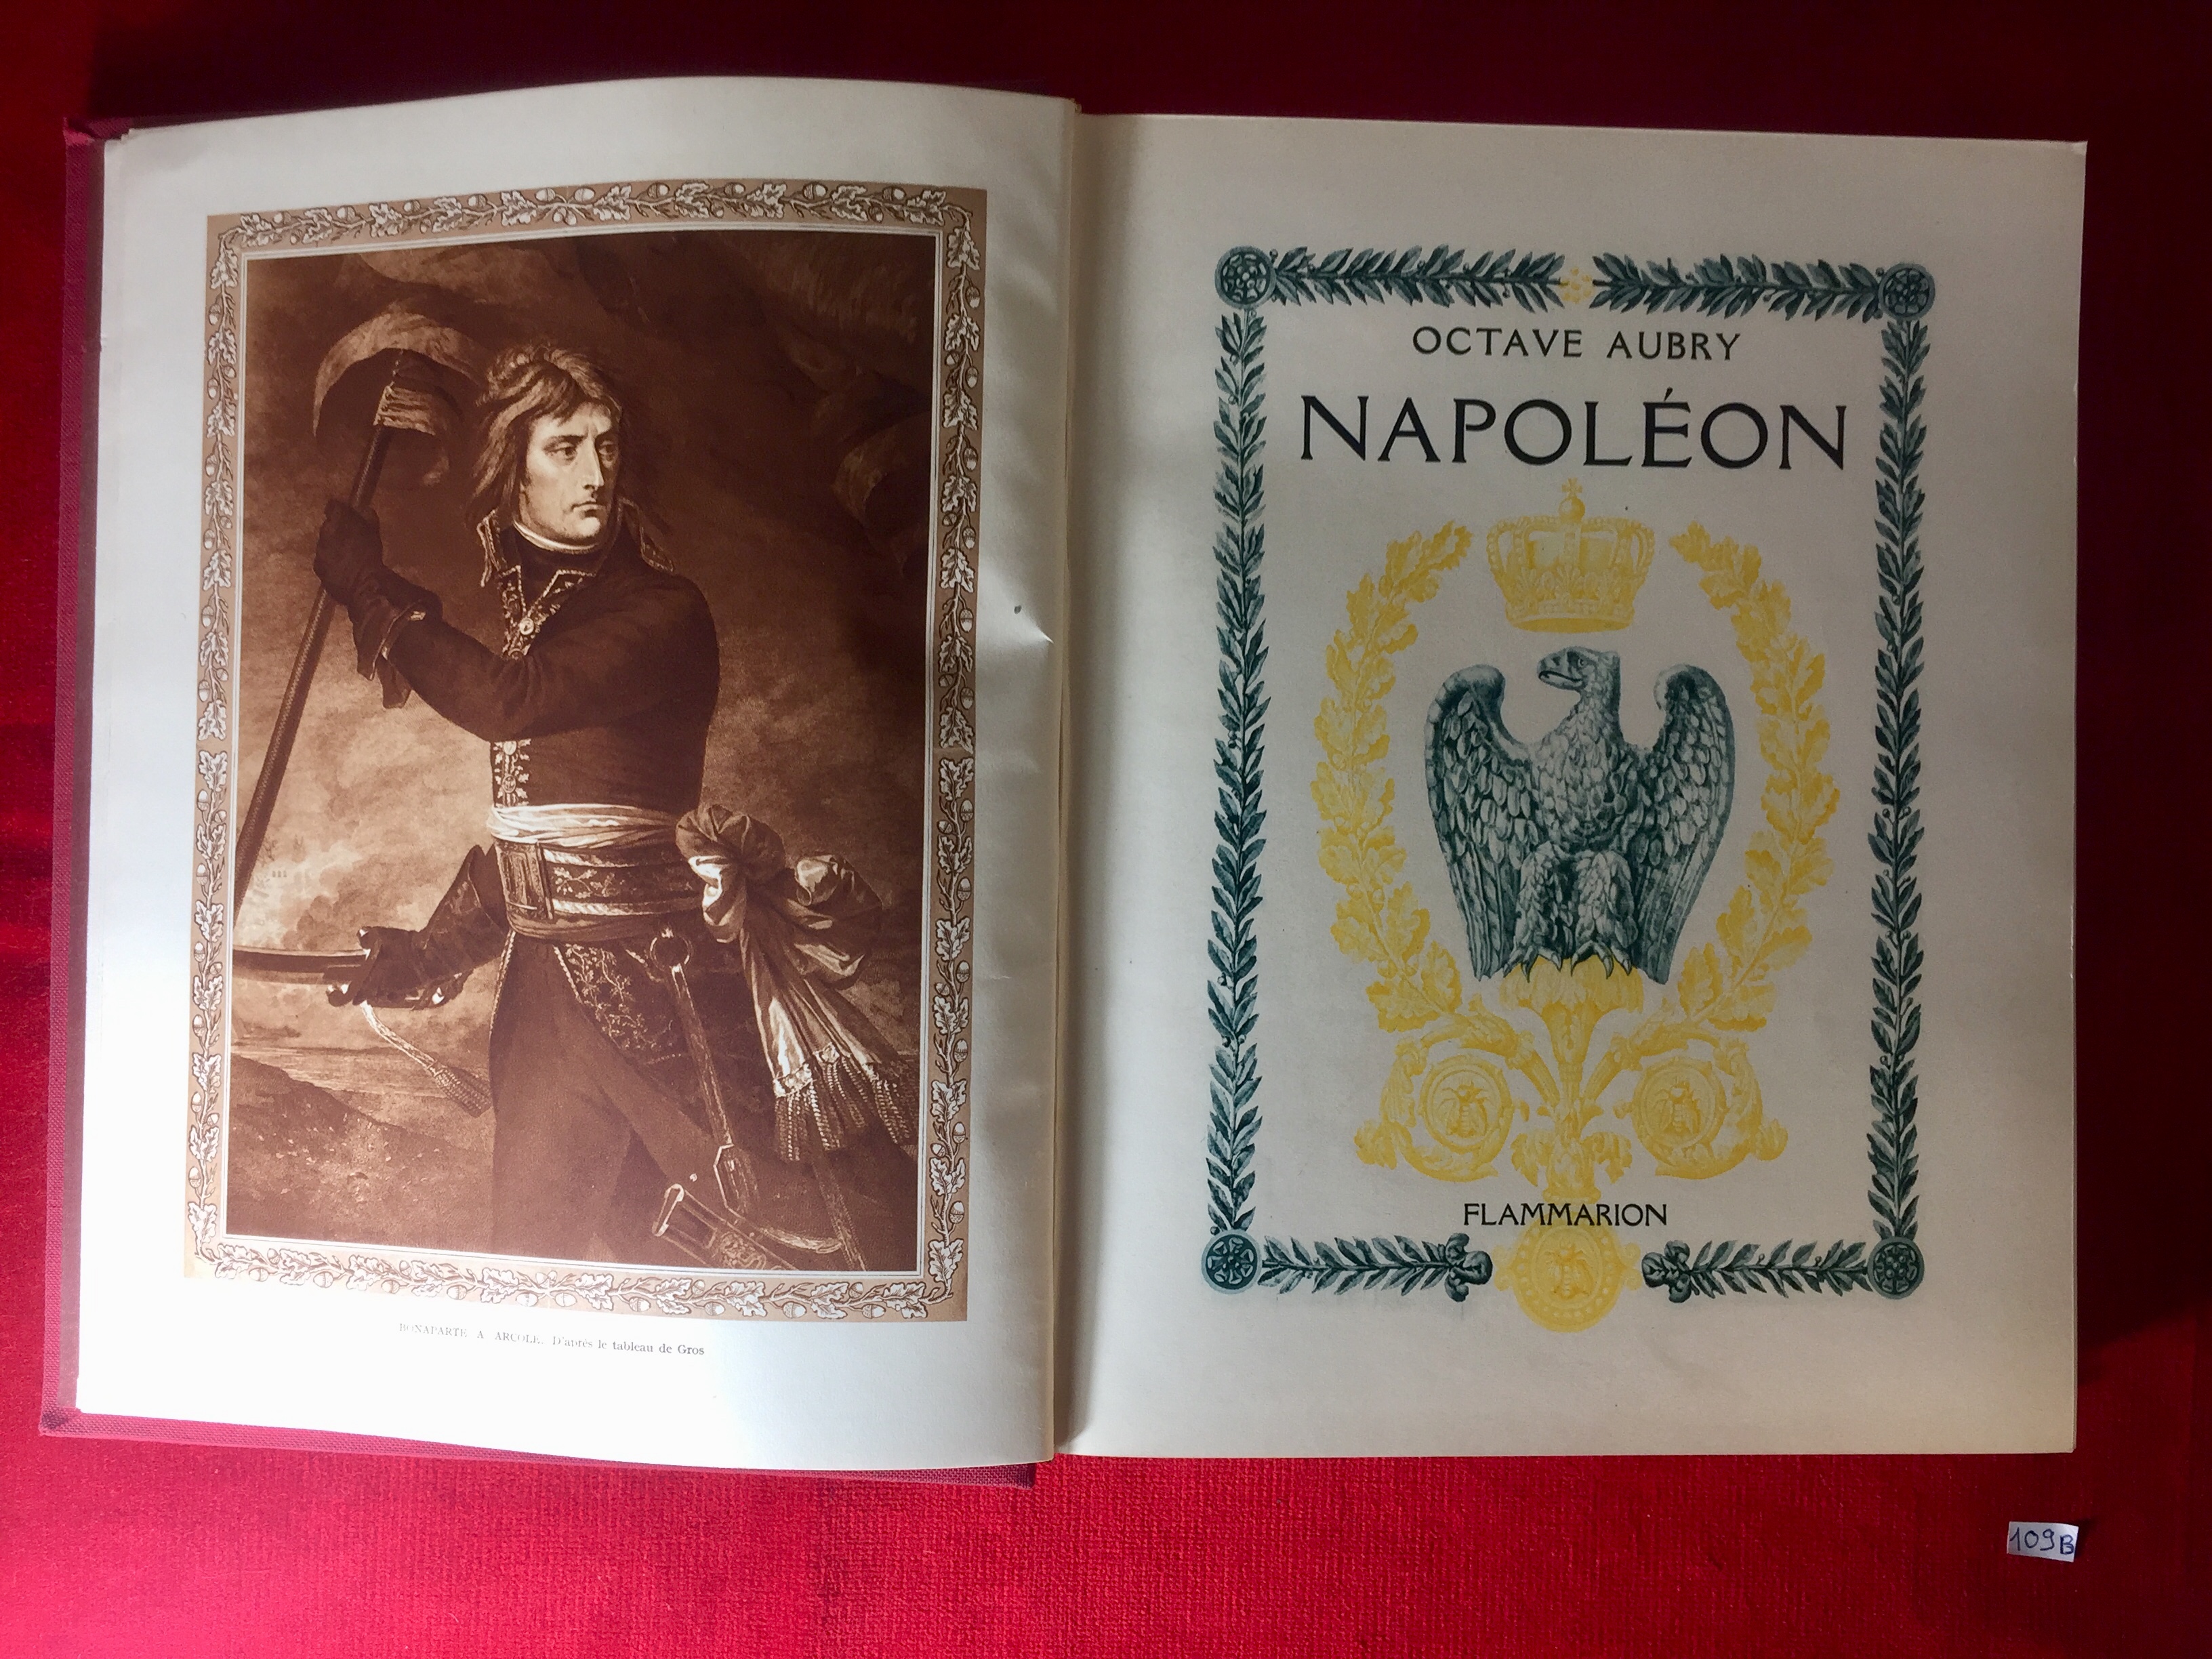 BONAPARTE A ARCOLE. D'après le tableau de Gros
OCTAVE AUBRY
NAPOLÉON
FLAMMARION
109B